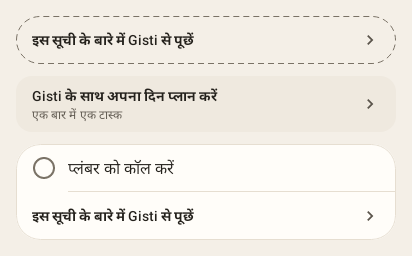 इस सूची के बारे में Gisti से पूछें
Gisti के साथ अपना दिन प्लान करें
एक बार में एक टास्क
प्लंबर को कॉल करें
इस सूची के बारे में Gisti से पूछें